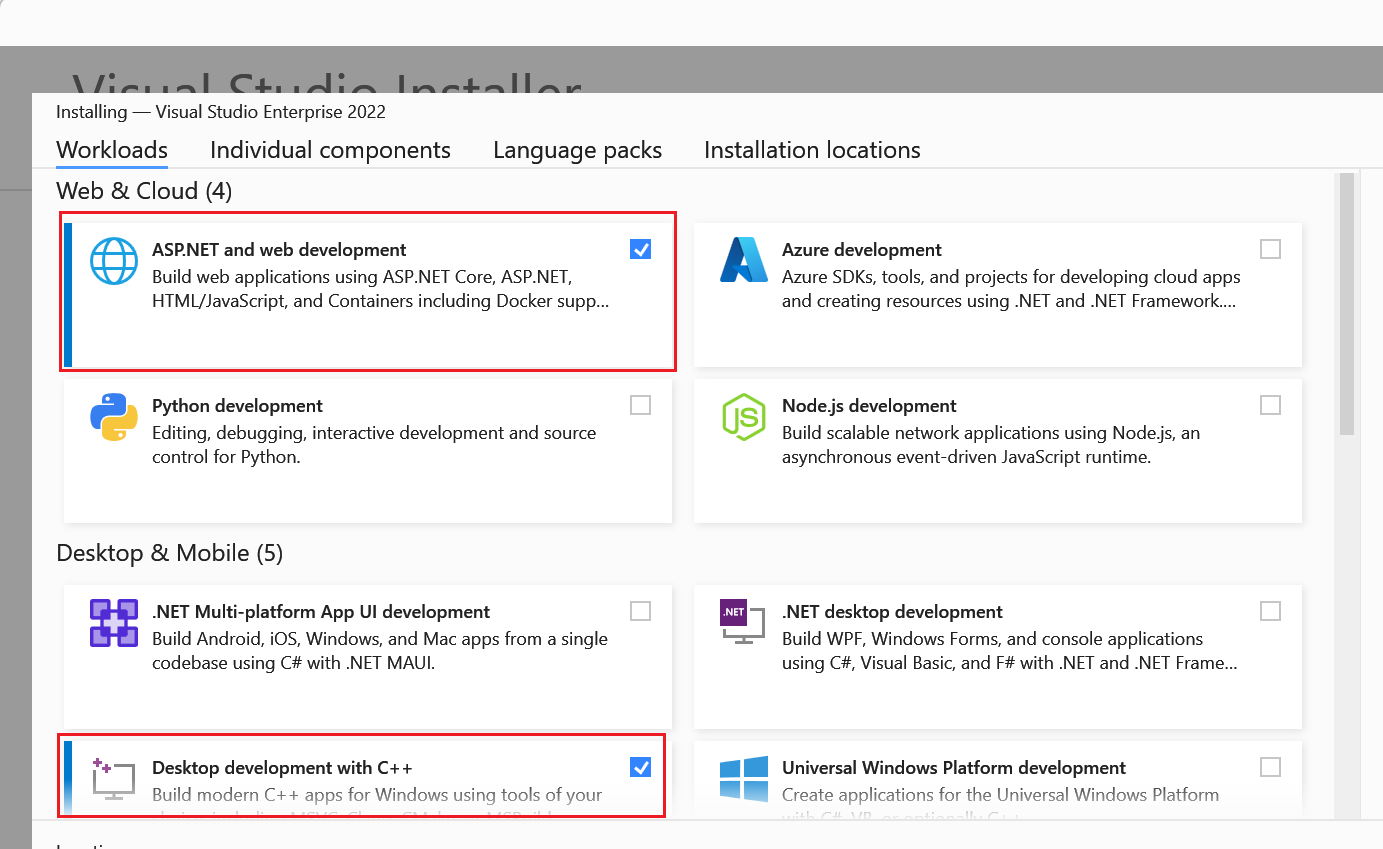 Visual Studio Installer
Installing — Visual Studio Enterprise 2022
Workloads Individual components Language packs Installation locations
Web & Cloud (4)
ASP.NET and web development
Build web applications using ASP.NET Core, ASP.NET,
HTML/JavaScript, and Containers including Docker supp...
Azure development
Azure SDKs, tools, and projects for developing cloud apps
and creating resources using .NET and .NET Framework....
Python development
Editing, debugging, interactive development and source
control for Python.
JS
Node.js development
Build scalable network applications using Node.js, an
asynchronous event-driven JavaScript runtime.
Desktop & Mobile (5)
.NET Multi-platform App UI development
Build Android, iOS, Windows, and Mac apps from a single
codebase using C# with .NET MAUI.
.NET
.NET desktop development
Build WPF, Windows Forms, and console applications
using C#, Visual Basic, and F# with .NET and .NET Frame...
Desktop development with C++
Build modern C++ apps for Windows using tools of your
Universal Windows Platform development
Create applications for the Universal Windows Platform
with C#, VB, or optionally C++